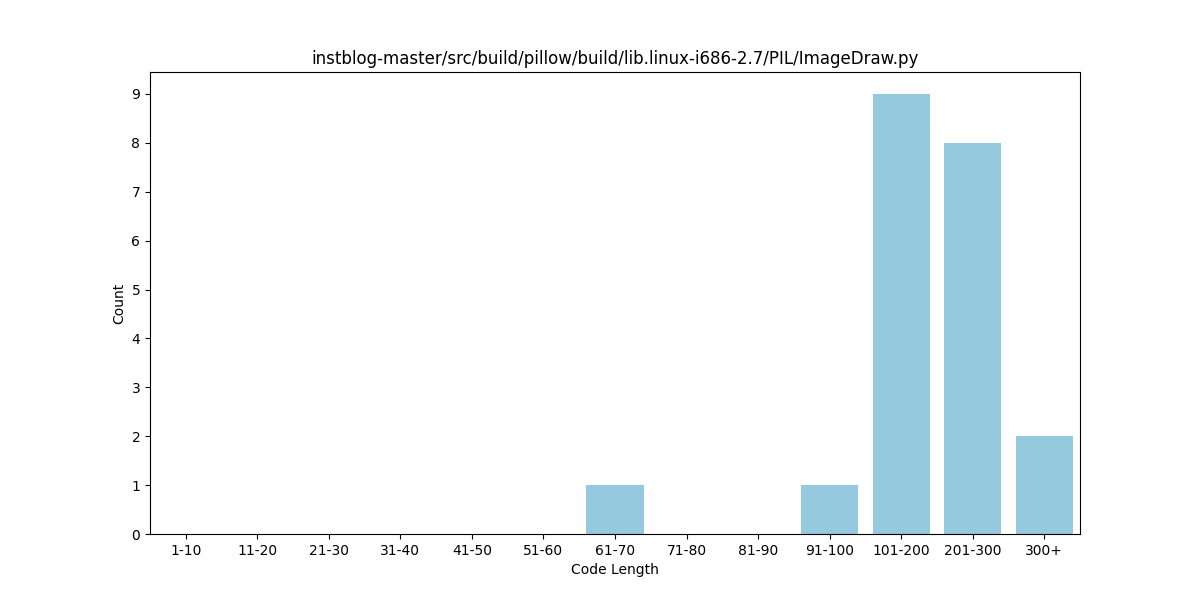 instblog-master/src/build/pillow/build/lib.linux-i686-2.7/PIL/ImageDraw.py
9
8
7
6
5
4
3
2
1
0
Count
1-10 11-20 21-30 31-40 41-50 51-60 61-70 71-80 81-90 91-100 101-200 201-300 300+
Code Length